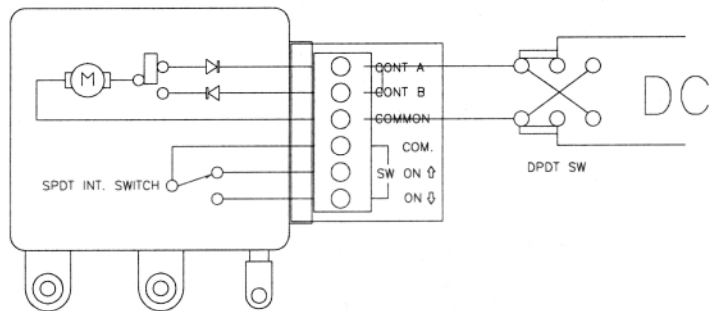 M
CONT A
CONT B
COMMON
COM.
SPDT INT. SWITCH
SW ON ⇧
ON ⇩
DPDT SW
DC